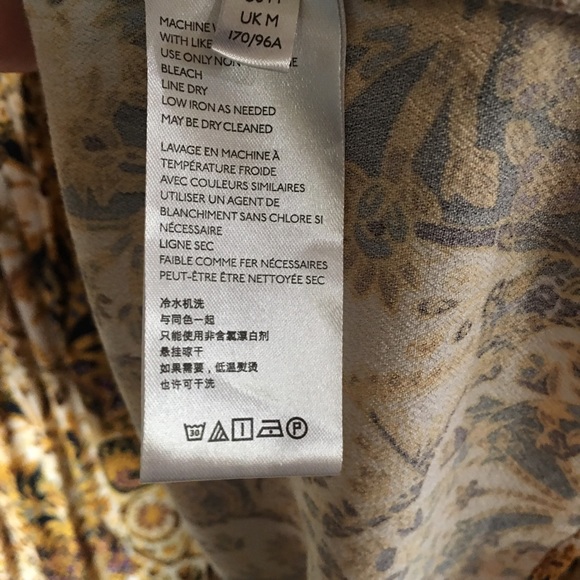 UK M
170/96A
MACHINE
WITH LIKE
USE ONLY NON
BLEACH
LINE DRY
LOW IRON AS NEEDED
MAY BE DRY CLEANED
LAVAGE EN MACHINE À
TEMPÉRATURE FROIDE
AVEC COULEURS SIMILAIRES
UTILISER UN AGENT DE
BLANCHIMENT SANS CHLORE SI
NÉCESSAIRE
LIGNE SEC
FAIBLE COMME FER NÉCESSAIRES
PEUT-ÊTRE ÊTRE NETTOYÉE SEC
冷水机洗
与同色一起
只能使用非含氯漂白剂
悬挂晾干
如果需要，低温熨烫
也许可干洗
30 P